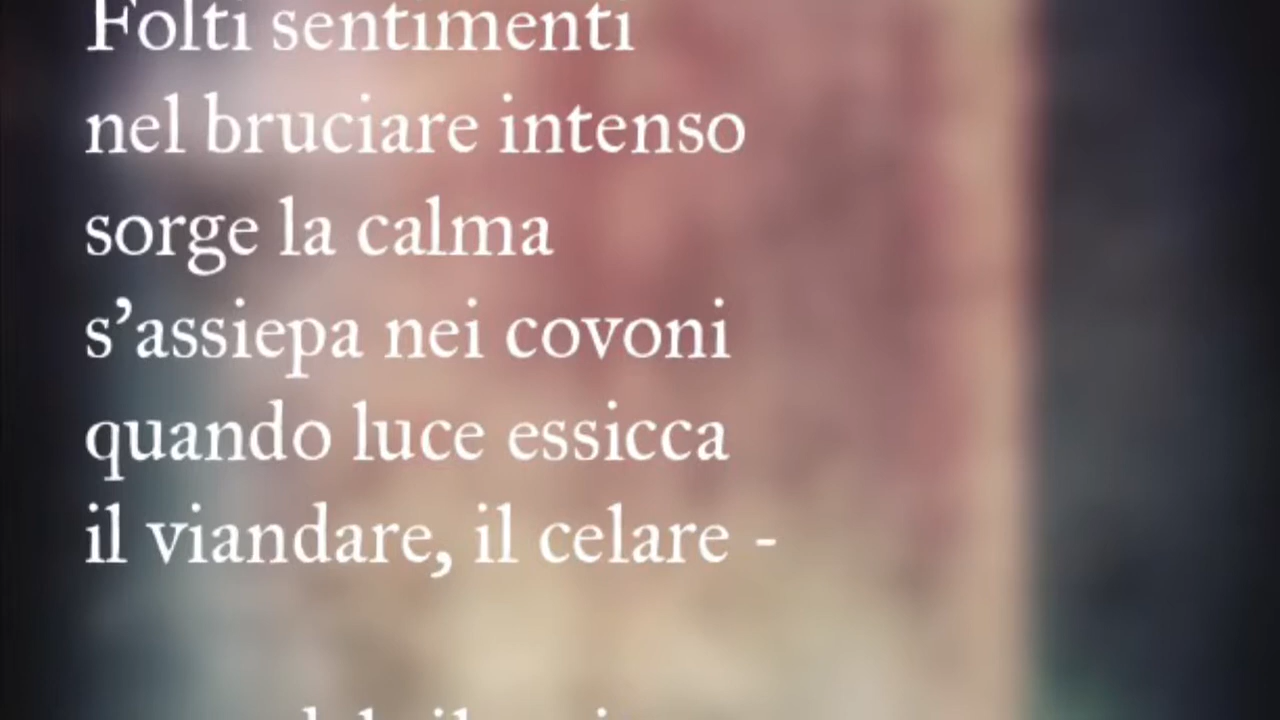 Folti sentimenti
nel bruciare intenso
sorge la calma
s’assiepa nei covoni
quando luce essicca
il viandare, il celare -